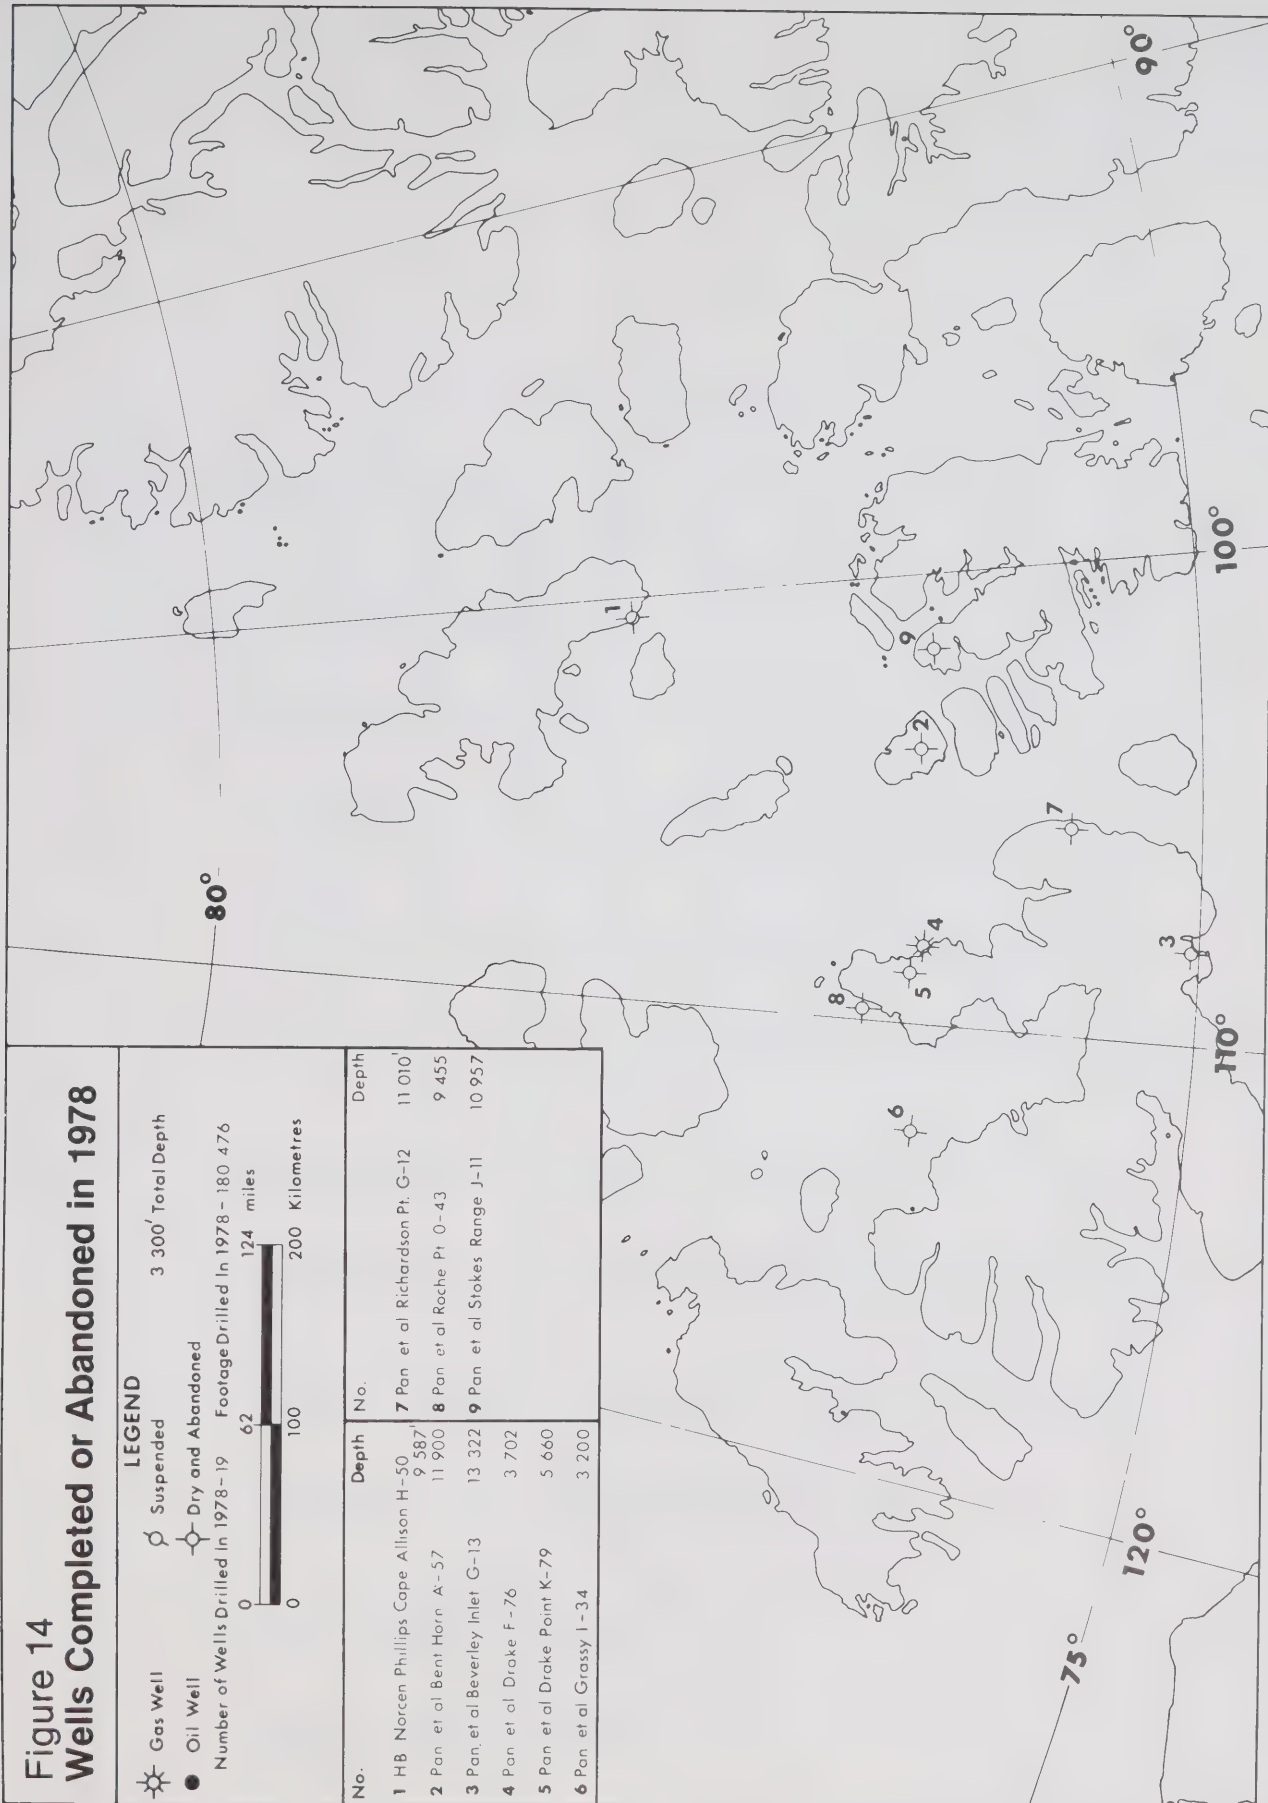 Figure 14
Wells Completed or Abandoned in 1978
LEGEND
Gas Well
Suspended
3 300' Total Depth
Oil Well
Dry and Abandoned
Number of Wells Drilled In 1978-19 Footage Drilled In 1978-180 476
0 62 124 miles
0 100 200 Kilometres
No. Depth
1 HB Norcen Phillips Cape Allison H-50
9 587'
2 Pan et al Bent Horn A-57 11 900
3 Pan. et al Beverley Inlet G-13 13 322
4 Pan et al Drake F-76 3 702
5 Pan et al Drake Point K-79 5 660
6 Pan et al Grassy I-34 3 200
No. Depth
7 Pan et al Richardson Pt. G-12 11 010'
8 Pan et al Roche Pt O-43 9 455
9 Pan et al Stokes Range J-11 10 957
80°
1
9
2
7
8
5
4
3
6
75°
120°
110°
100°
90°